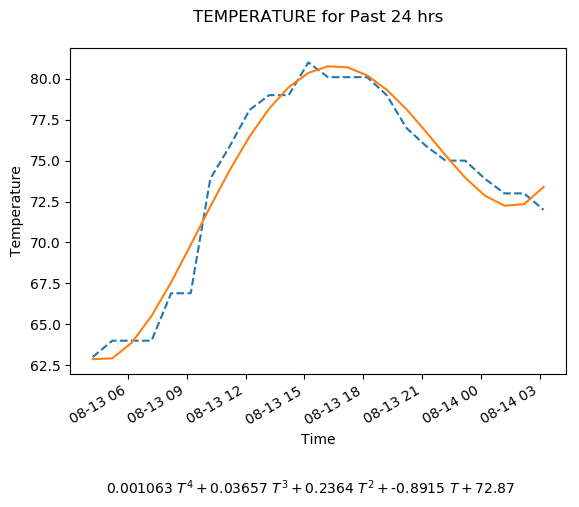 TEMPERATURE for Past 24 hrs
80.0
77.5
75.0
72.5
70.0
67.5
65.0
62.5
Temperature
08-13 06 08-13 09 08-13 12 08-13 15 08-13 18 08-13 21 08-14 00 08-14 03
Time
0.001063 T⁴ + 0.03657 T³ + 0.2364 T² + -0.8915 T + 72.87